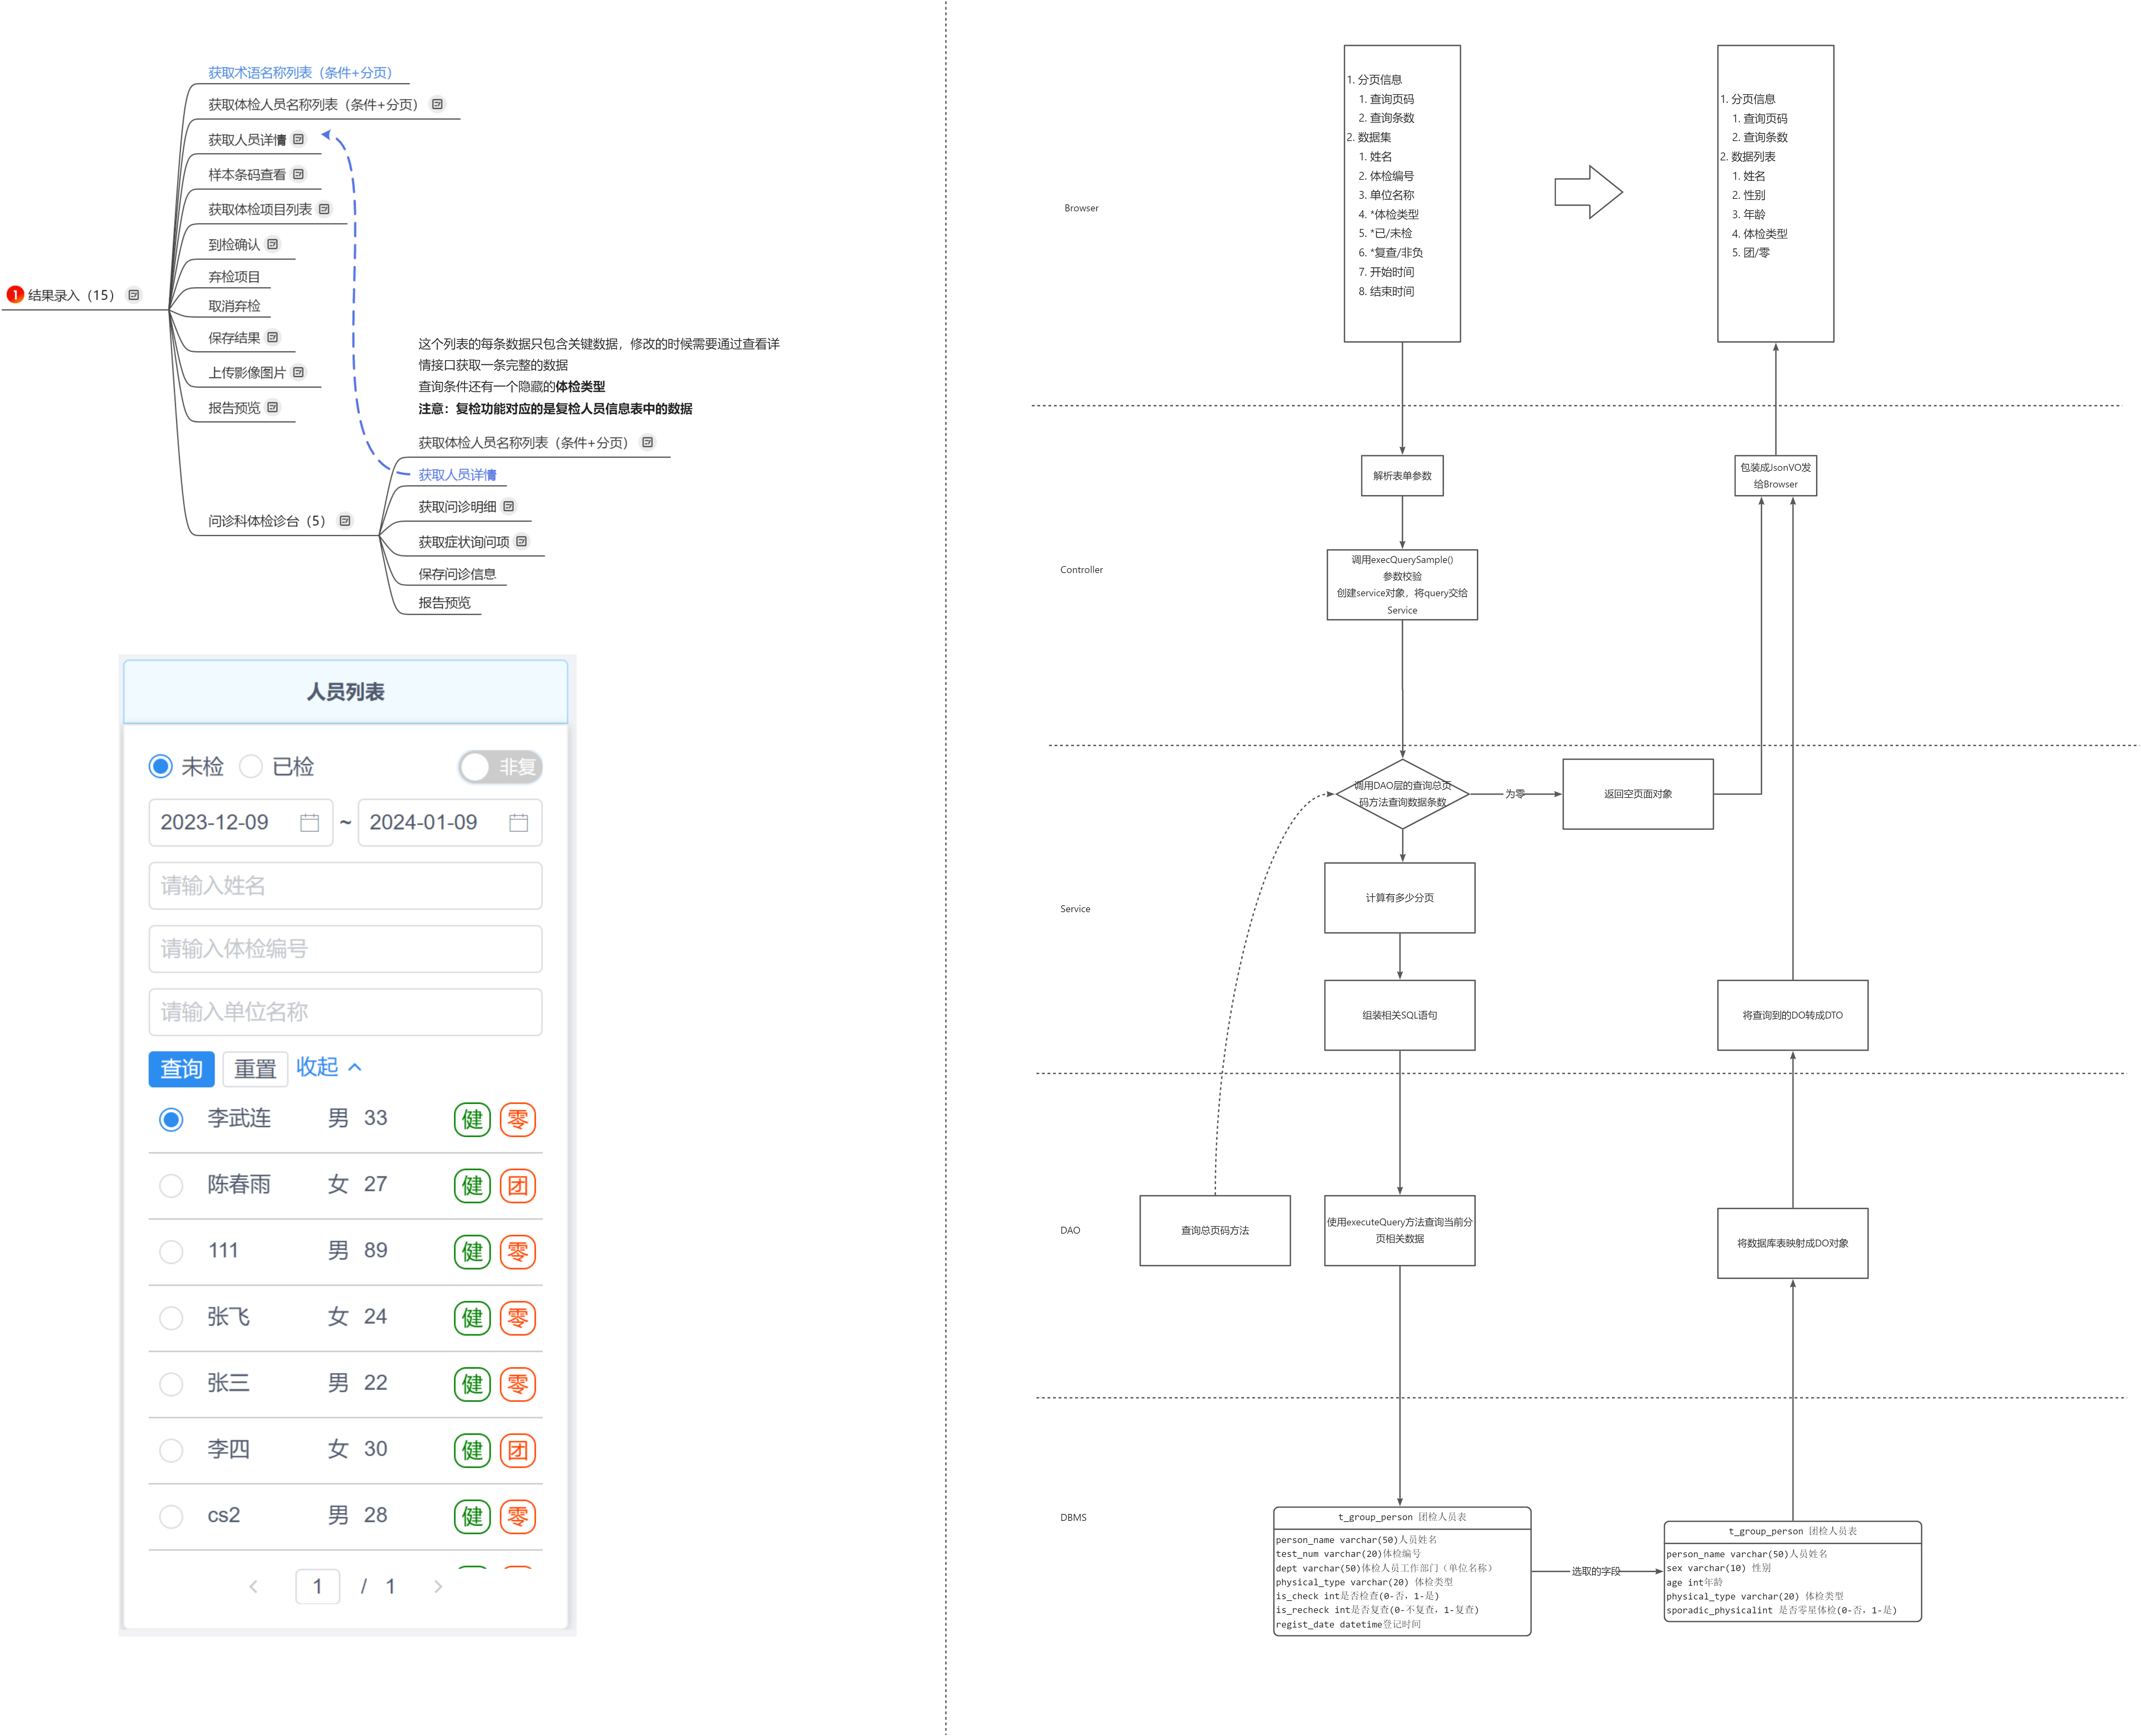 获取术语名称列表（条件+分页）
获取体检人员名称列表（条件+分页）
获取人员详情
样本条码查看
获取体检项目列表
到检确认
弃检项目
1 结果录入（15）
取消弃检
保存结果
上传影像图片
报告预览
这个列表的每条数据只包含关键数据，修改的时候需要通过查看详
情接口获取一条完整的数据
查询条件还有一个隐藏的体检类型
注意：复检功能对应的是复检人员信息表中的数据
获取体检人员名称列表（条件+分页）
获取人员详情
获取问诊明细
问诊科体检诊台（5）
获取症状询问项
保存问诊信息
报告预览
人员列表
未检 已检 非复
2023-12-09 ~ 2024-01-09
请输入姓名
请输入体检编号
请输入单位名称
查询 重置 收起
李武连 男 33 健 零
陈春雨 女 27 健 团
111 男 89 健 零
张飞 女 24 健 零
张三 男 22 健 零
李四 女 30 健 团
cs2 男 28 健 零
1 / 1
Browser
1. 分页信息
1. 查询页码
2. 查询条数
2. 数据集
1. 姓名
2. 体检编号
3. 单位名称
4. *体检类型
5. *已/未检
6. *复查/非负
7. 开始时间
8. 结束时间
1. 分页信息
1. 查询页码
2. 查询条数
2. 数据列表
1. 姓名
2. 性别
3. 年龄
4. 体检类型
5. 团/零
Controller
解析表单参数
包装成JsonVO发
给Browser
调用execQuerySample()
参数校验
创建service对象，将query交给
Service
Service
调用DAO层的查询总页
码方法查询数据条数
为零
返回空页面对象
计算有多少分页
组装相关SQL语句
将查询到的DO转成DTO
DAO
查询总页码方法
使用executeQuery方法查询当前分
页相关数据
将数据库表映射成DO对象
DBMS
t_group_person 团检人员表
person_name varchar(50)人员姓名
test_num varchar(20)体检编号
dept varchar(50)体检人员工作部门（单位名称）
physical_type varchar(20) 体检类型
is_check int是否检查(0-否, 1-是)
is_recheck int是否复查(0-不复查, 1-复查)
regist_date datetime登记时间
选取的字段
t_group_person 团检人员表
person_name varchar(50)人员姓名
sex varchar(10) 性别
age int年龄
physical_type varchar(20) 体检类型
sporadic_physicalint 是否零星体检(0-否, 1-是)